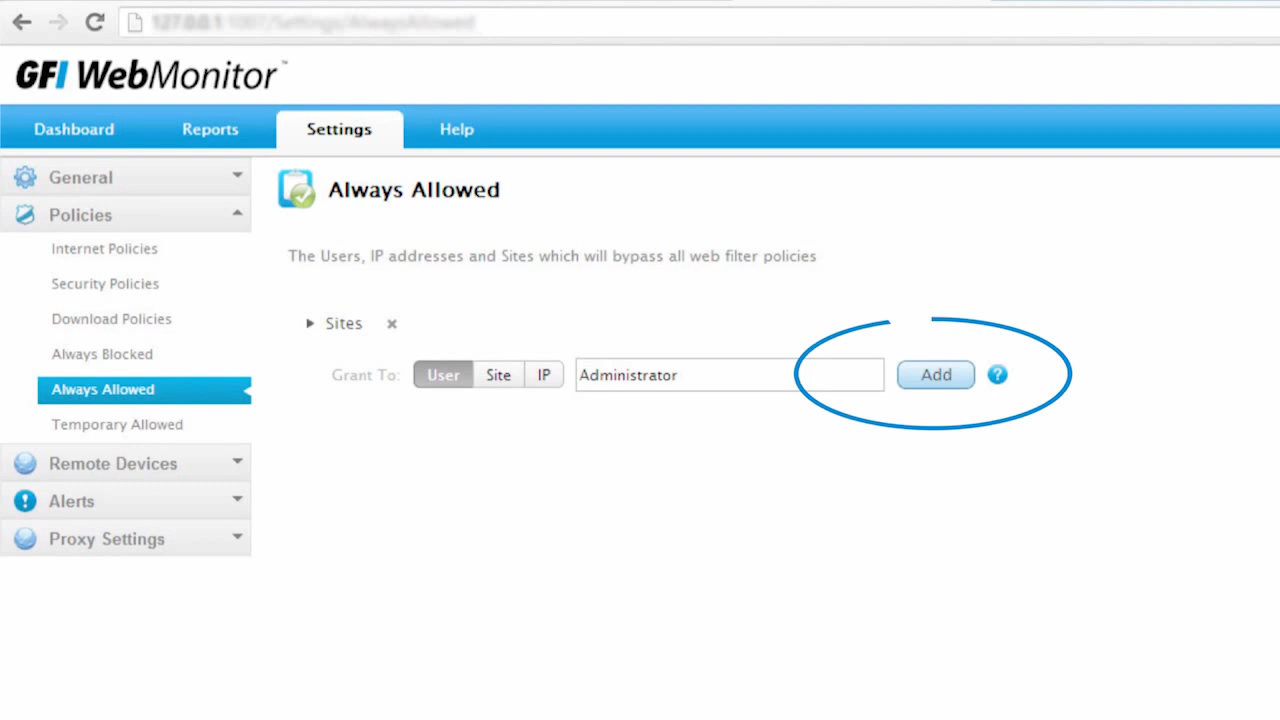 GFI WebMonitor™
Dashboard Reports Settings Help
General
Policies
Internet Policies
Security Policies
Download Policies
Always Blocked
Always Allowed
Temporary Allowed
Remote Devices
Alerts
Proxy Settings
Always Allowed
The Users, IP addresses and Sites which will bypass all web filter policies
Sites
Grant To: User Site IP Administrator Add ?